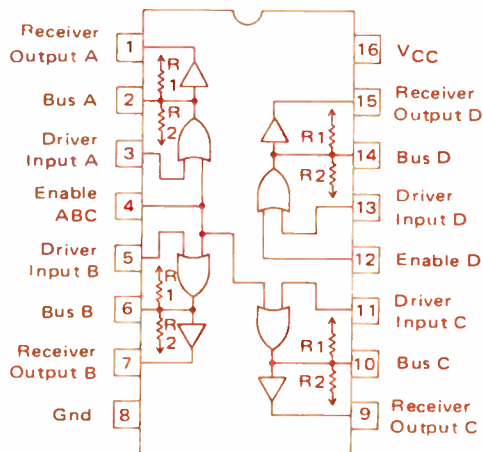 Receiver
Output A
1
R
1
Bus A
2
R
2
Driver
Input A
3
Enable
ABC
4
Driver
Input B
5
R
1
Bus B
6
R
2
Receiver
Output B
7
Gnd
8
16
VCC
15
Receiver
Output D
R1
14
Bus D
R2
13
Driver
Input D
12
Enable D
11
Driver
Input C
R1
10
Bus C
R2
9
Receiver
Output C